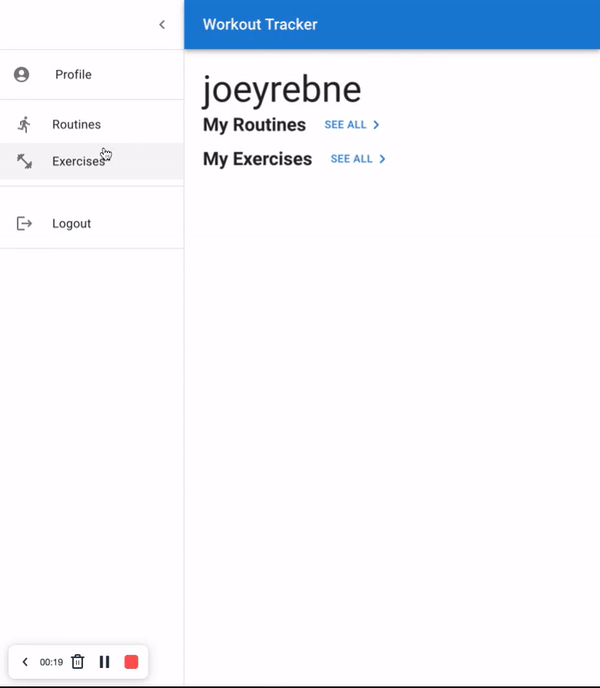 Workout Tracker
Profile
Routines
Exercises
Logout
joeyrebne
My Routines SEE ALL
My Exercises SEE ALL
00:19